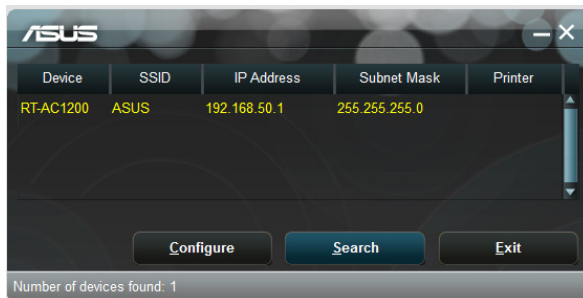 ASUS
Device SSID IP Address Subnet Mask Printer
RT-AC1200 ASUS 192.168.50.1 255.255.255.0
Configure Search Exit
Number of devices found: 1